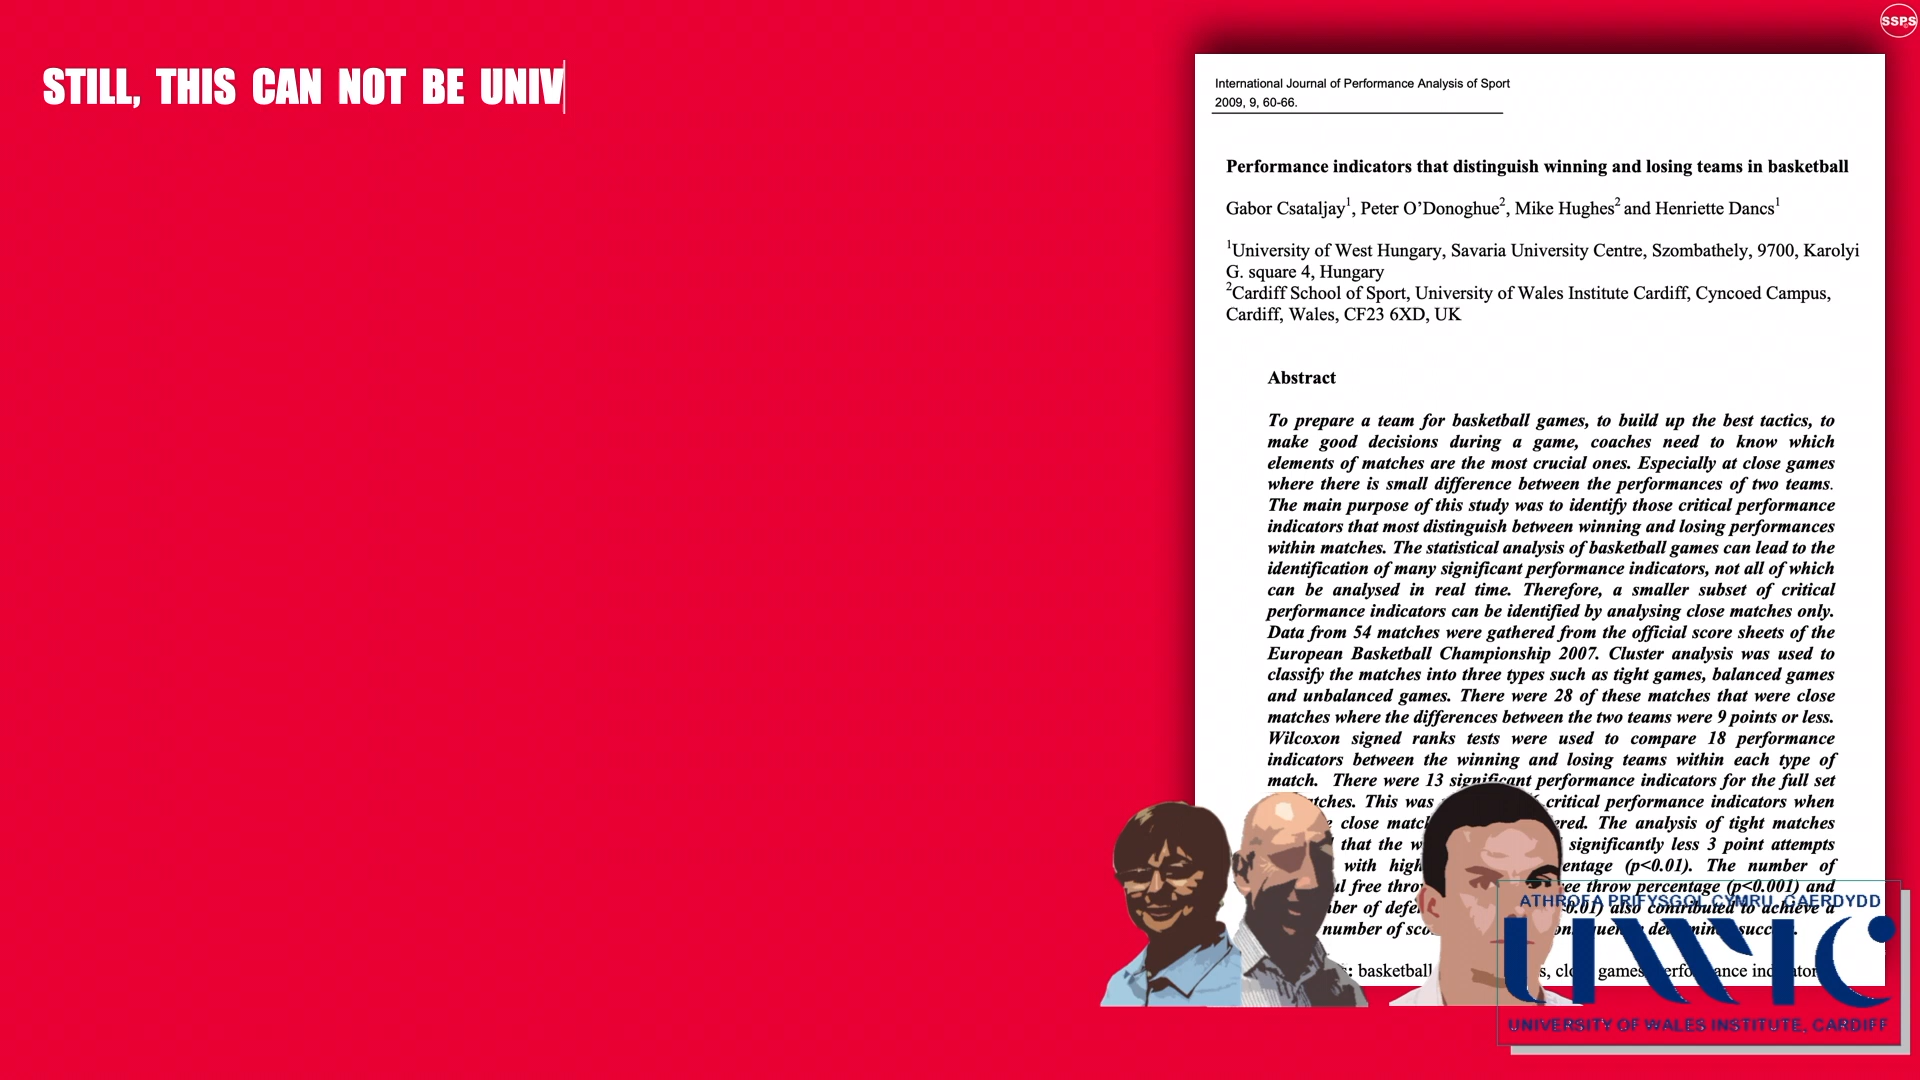 SSPS
STILL, THIS CAN NOT BE UNIV
International Journal of Performance Analysis of Sport
2009, 9, 60-66.
Performance indicators that distinguish winning and losing teams in basketball
Gabor Csataljay1, Peter O'Donoghue2, Mike Hughes2 and Henriette Dancs1
1University of West Hungary, Savaria University Centre, Szombathely, 9700, Karolyi
G. square 4, Hungary
2Cardiff School of Sport, University of Wales Institute Cardiff, Cyncoed Campus,
Cardiff, Wales, CF23 6XD, UK
Abstract
To prepare a team for basketball games, to build up the best tactics, to
make good decisions during a game, coaches need to know which
elements of matches are the most crucial ones. Especially at close games
where there is small difference between the performances of two teams.
The main purpose of this study was to identify those critical performance
indicators that most distinguish between winning and losing performances
within matches. The statistical analysis of basketball games can lead to the
identification of many significant performance indicators, not all of which
can be analysed in real time. Therefore, a smaller subset of critical
performance indicators can be identified by analysing close matches only.
Data from 54 matches were gathered from the official score sheets of the
European Basketball Championship 2007. Cluster analysis was used to
classify the matches into three types such as tight games, balanced games
and unbalanced games. There were 28 of these matches that were close
matches where the differences between the two teams were 9 points or less.
Wilcoxon signed ranks tests were used to compare 18 performance
indicators between the winning and losing teams within each type of
match. There were 13 significant performance indicators for the full set
This was critical performance indicators when
close The analysis of tight matches
that the significantly less 3 point attempts
with (p<0.01). The number of
free throw percentage (p<0.001) and
also contributed to achieve a
number of
basketball games
ATHROFA PRIFYSGOL CYMRU, CAERDYDD
UWIC
UNIVERSITY OF WALES INSTITUTE, CARDIFF